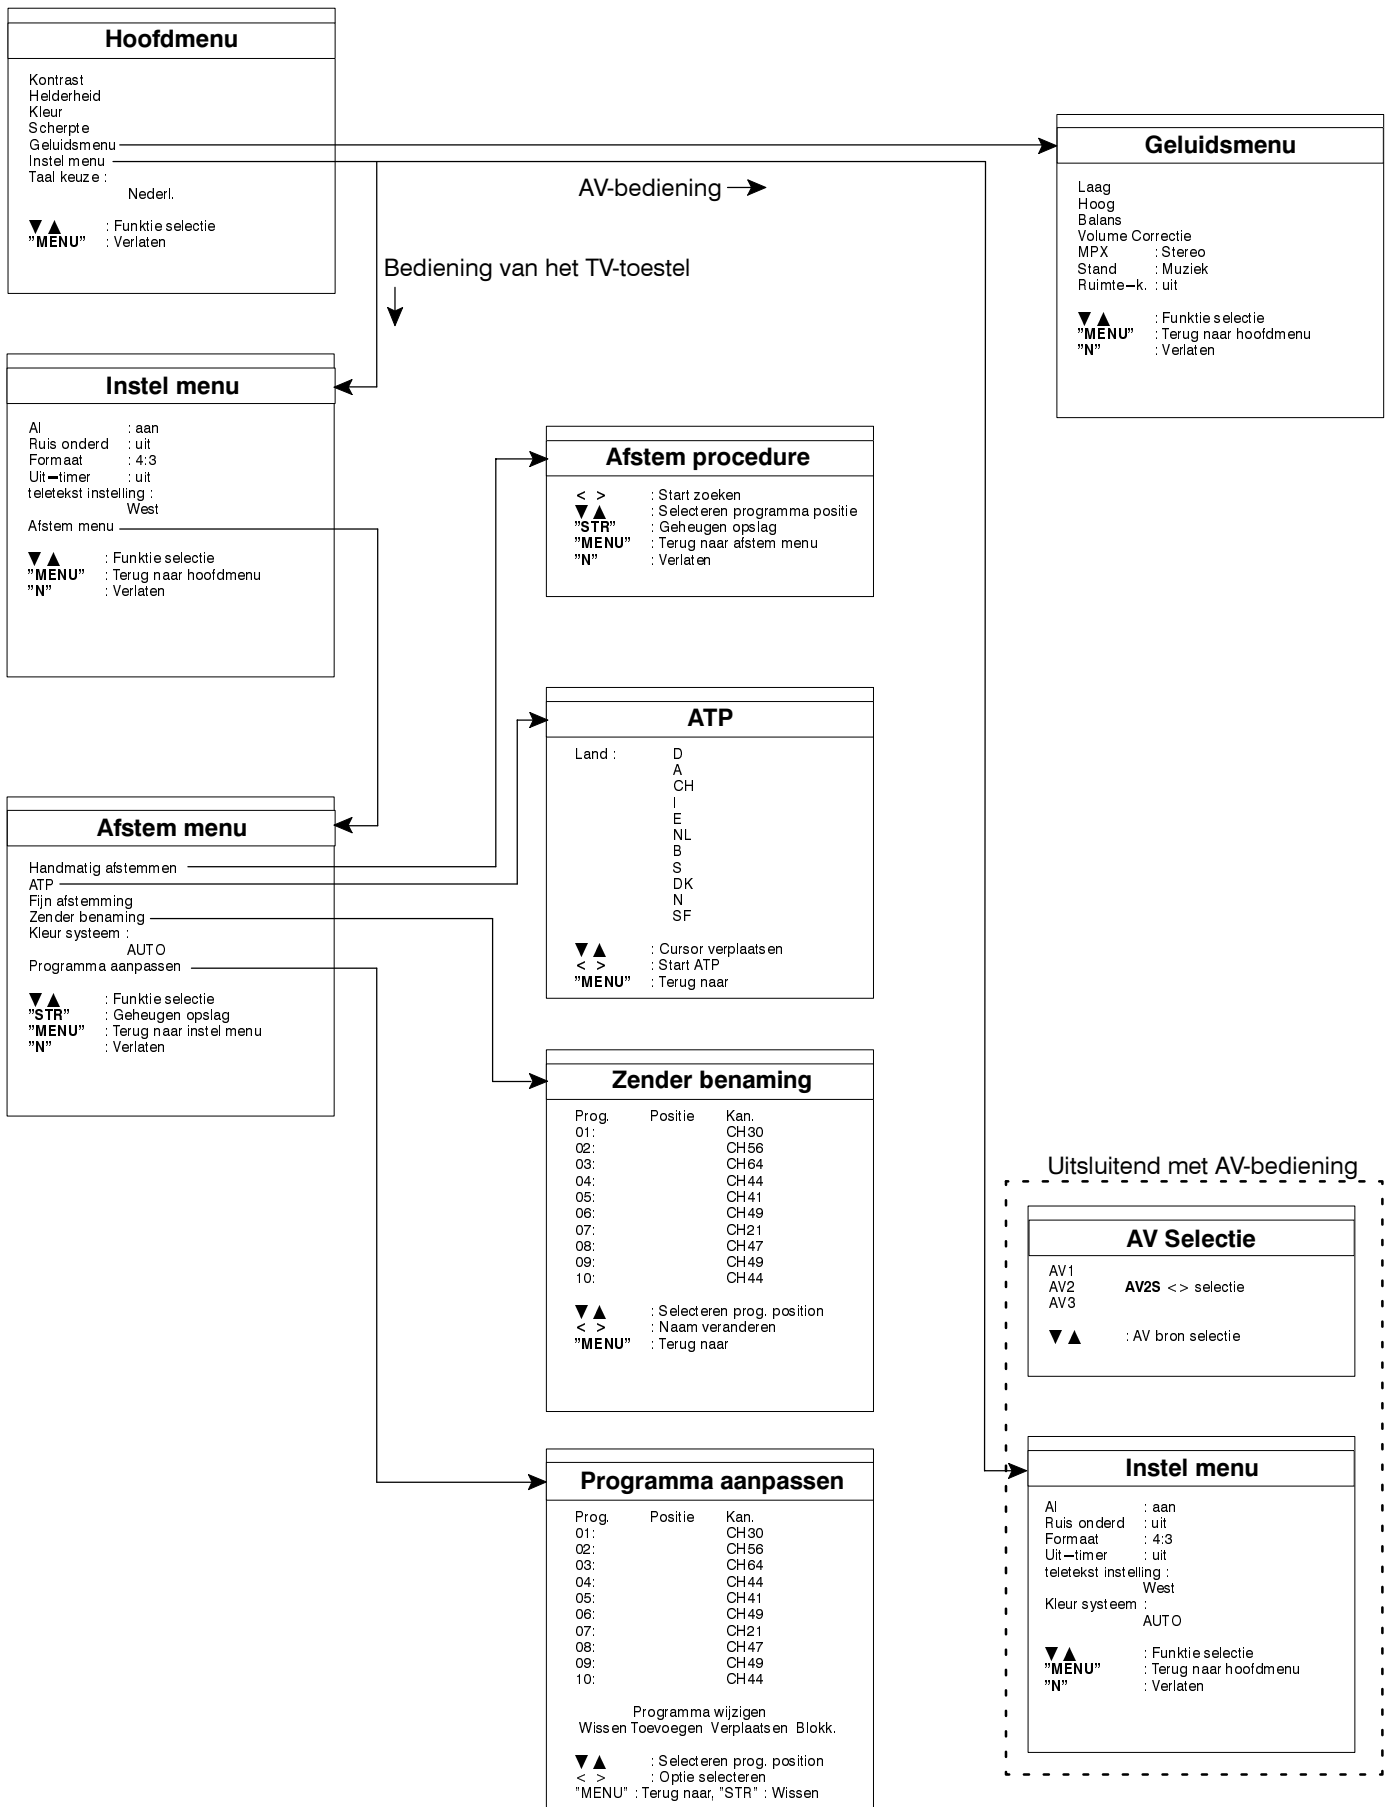 Hoofdmenu
Kontrast
Helderheid
Kleur
Scherpte
Geluidsmenu
Instel menu
Taal keuze :
Nederl.
▼ ▲ : Funktie selectie
”MENU” : Verlaten
AV-bediening
Bediening van het TV-toestel
Geluidsmenu
Laag
Hoog
Balans
Volume Correctie
MPX : Stereo
Stand : Muziek
Ruimte–k. : uit
▼ ▲ : Funktie selectie
”MENU” : Terug naar hoofdmenu
”N” : Verlaten
Instel menu
AI : aan
Ruis onderd : uit
Formaat : 4:3
Uit–timer : uit
teletekst instelling :
West
Afstem menu
▼ ▲ : Funktie selectie
”MENU” : Terug naar hoofdmenu
”N” : Verlaten
Afstem procedure
< > : Start zoeken
▼ ▲ : Selecteren programma positie
”STR” : Geheugen opslag
”MENU” : Terug naar afstem menu
”N” : Verlaten
ATP
Land : D
A
CH
I
E
NL
B
S
DK
N
SF
▼ ▲ : Cursor verplaatsen
< > : Start ATP
”MENU” : Terug naar
Afstem menu
Handmatig afstemmen
ATP
Fijn afstemming
Zender benaming
Kleur systeem :
AUTO
Programma aanpassen
▼ ▲ : Funktie selectie
”STR” : Geheugen opslag
”MENU” : Terug naar instel menu
”N” : Verlaten
Zender benaming
Prog. Positie Kan.
01: CH30
02: CH56
03: CH64
04: CH44
05: CH41
06: CH49
07: CH21
08: CH47
09: CH49
10: CH44
▼ ▲ : Selecteren prog. position
< > : Naam veranderen
”MENU” : Terug naar
Programma aanpassen
Prog. Positie Kan.
01: CH30
02: CH56
03: CH64
04: CH44
05: CH41
06: CH49
07: CH21
08: CH47
09: CH49
10: CH44
Programma wijzigen
Wissen Toevoegen Verplaatsen Blokk.
▼ ▲ : Selecteren prog. position
< > : Optie selecteren
”MENU” : Terug naar, ”STR” : Wissen
Uitsluitend met AV-bediening
AV Selectie
AV1
AV2 AV2S <> selectie
AV3
▼ ▲ : AV bron selectie
Instel menu
AI : aan
Ruis onderd : uit
Formaat : 4:3
Uit–timer : uit
teletekst instelling :
West
Kleur systeem :
AUTO
▼ ▲ : Funktie selectie
”MENU” : Terug naar hoofdmenu
”N” : Verlaten